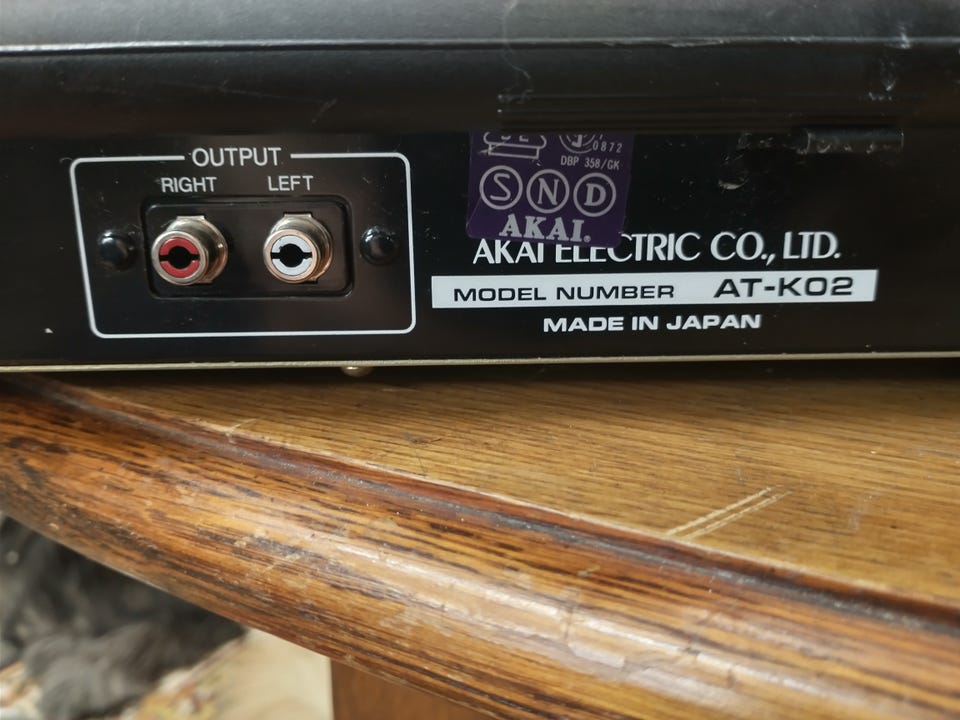 OUTPUT
RIGHT LEFT
0872
DBP 358/GK
S N D
AKAI.
AKAI ELECTRIC CO., LTD.
MODEL NUMBER AT-K02
MADE IN JAPAN